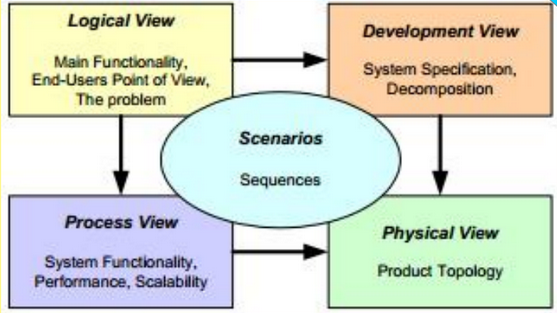 Logical View
Main Functionality,
End-Users Point of View,
The problem
Development View
System Specification,
Decomposition
Scenarios
Sequences
Process View
System Functionality,
Performance, Scalability
Physical View
Product Topology